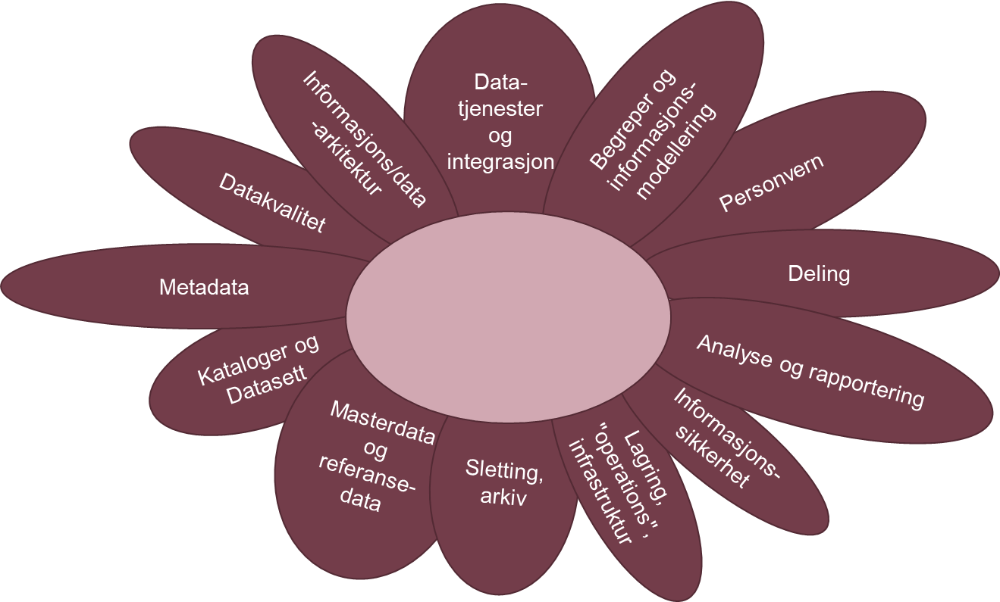 Data-
tjenester
og
integrasjon
Begreper og
informasjons-
modellering
Personvern
Deling
Analyse og rapportering
Informasjons-
sikkerhet
Lagring,
"operations",
infrastruktur
Sletting,
arkiv
Masterdata
og
referanse-
data
Kataloger og
Datasett
Metadata
Datakvalitet
Informasjons/data
-arkitektur